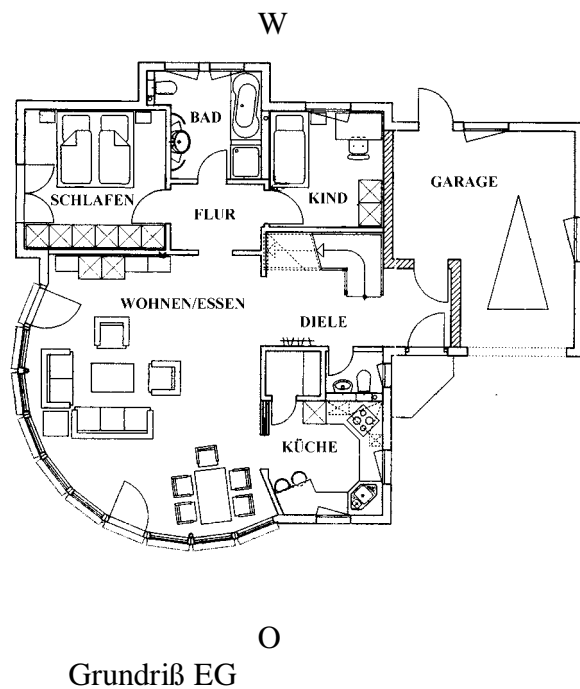 W
BAD
SCHLAFEN
KIND
GARAGE
FLUR
WOHNEN/ESSEN
DIELE
KÜCHE
O
Grundriß EG